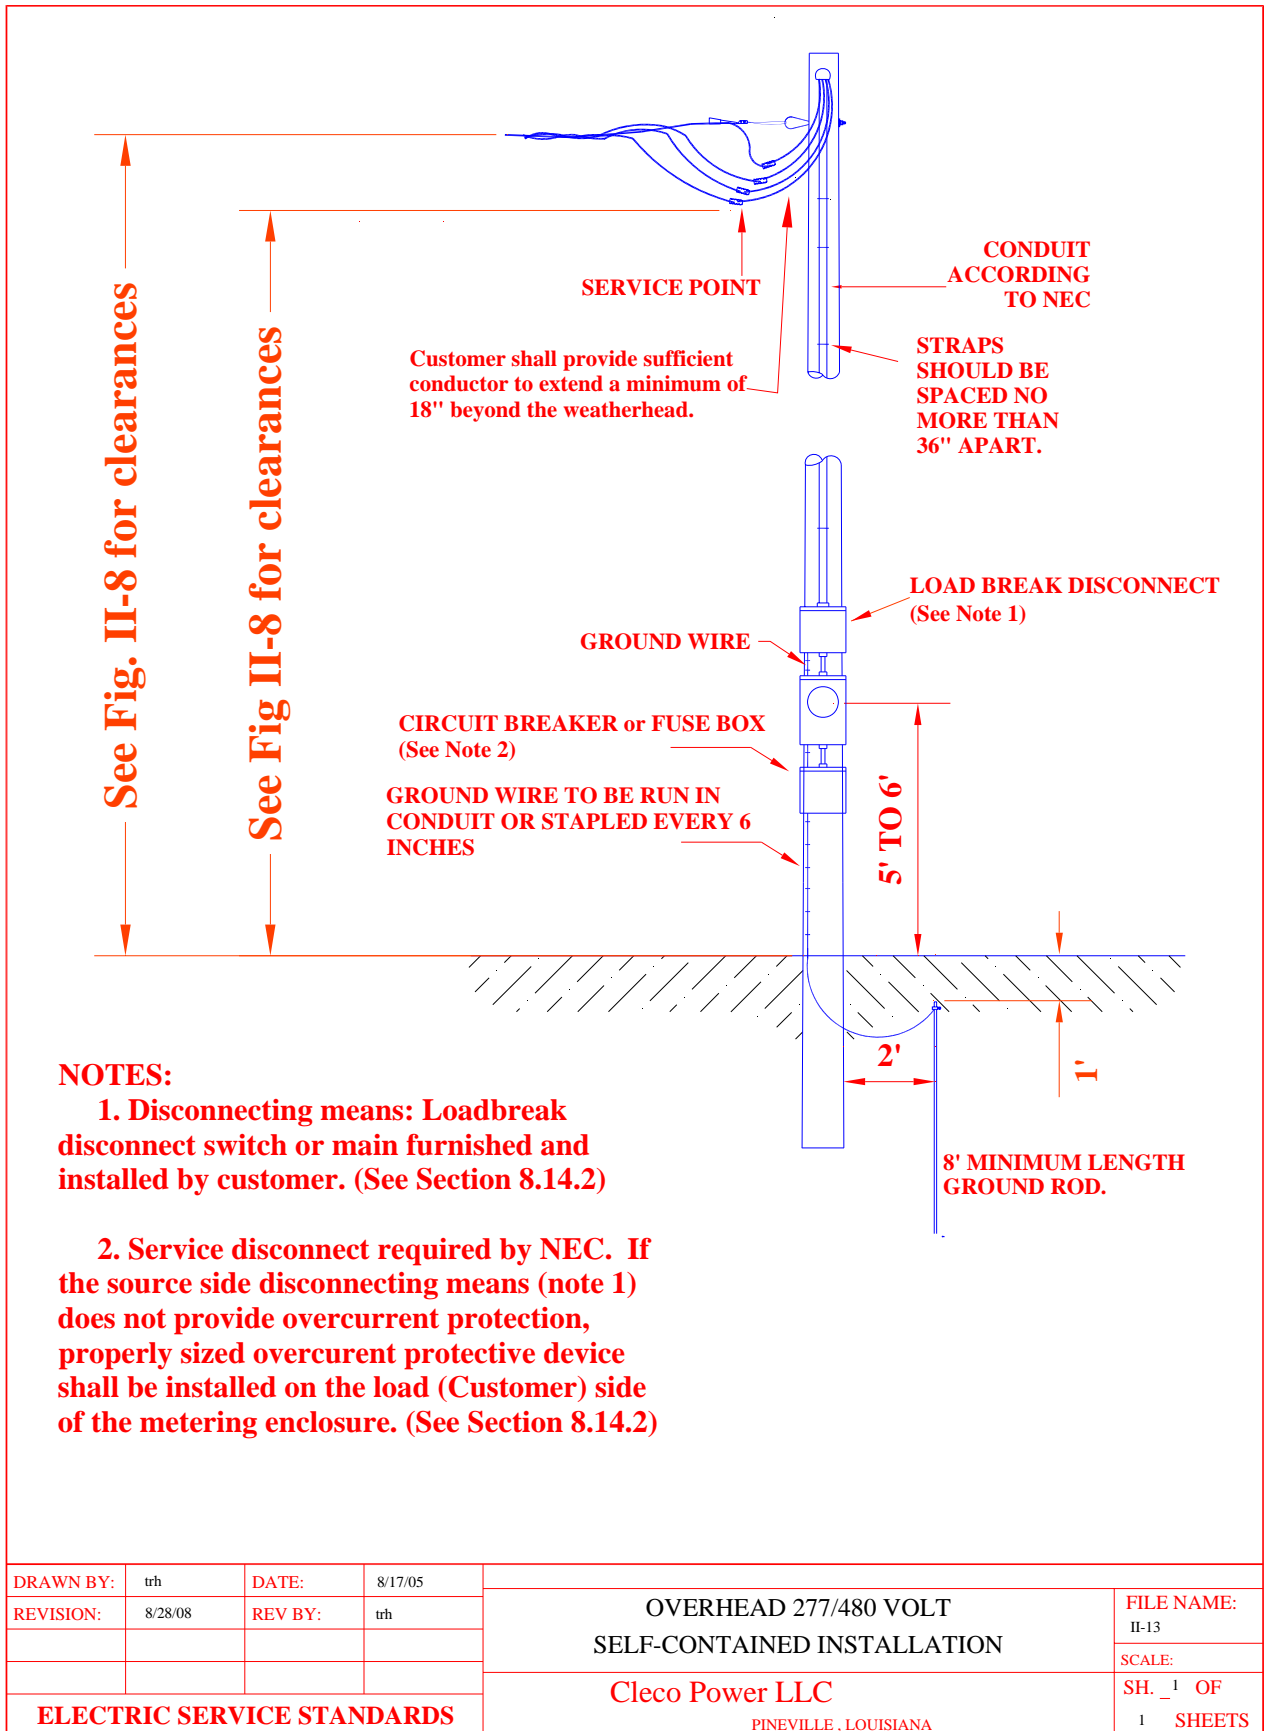 SERVICE POINT
CONDUIT
ACCORDING
TO NEC
Customer shall provide sufficient
conductor to extend a minimum of
18" beyond the weatherhead.
STRAPS
SHOULD BE
SPACED NO
MORE THAN
36" APART.
See Fig. II-8 for clearances
See Fig II-8 for clearances
LOAD BREAK DISCONNECT
(See Note 1)
GROUND WIRE
CIRCUIT BREAKER or FUSE BOX
(See Note 2)
GROUND WIRE TO BE RUN IN
CONDUIT OR STAPLED EVERY 6
INCHES
5' TO 6'
2'
1'
8' MINIMUM LENGTH
GROUND ROD.
NOTES:
1. Disconnecting means: Loadbreak
disconnect switch or main furnished and
installed by customer. (See Section 8.14.2)
2. Service disconnect required by NEC. If
the source side disconnecting means (note 1)
does not provide overcurrent protection,
properly sized overcurent protective device
shall be installed on the load (Customer) side
of the metering enclosure. (See Section 8.14.2)
DRAWN BY: trh DATE: 8/17/05
REVISION: 8/28/08 REV BY: trh
ELECTRIC SERVICE STANDARDS
OVERHEAD 277/480 VOLT
SELF-CONTAINED INSTALLATION
Cleco Power LLC
PINEVILLE , LOUISIANA
FILE NAME:
II-13
SCALE:
SH. _1 OF
1 SHEETS